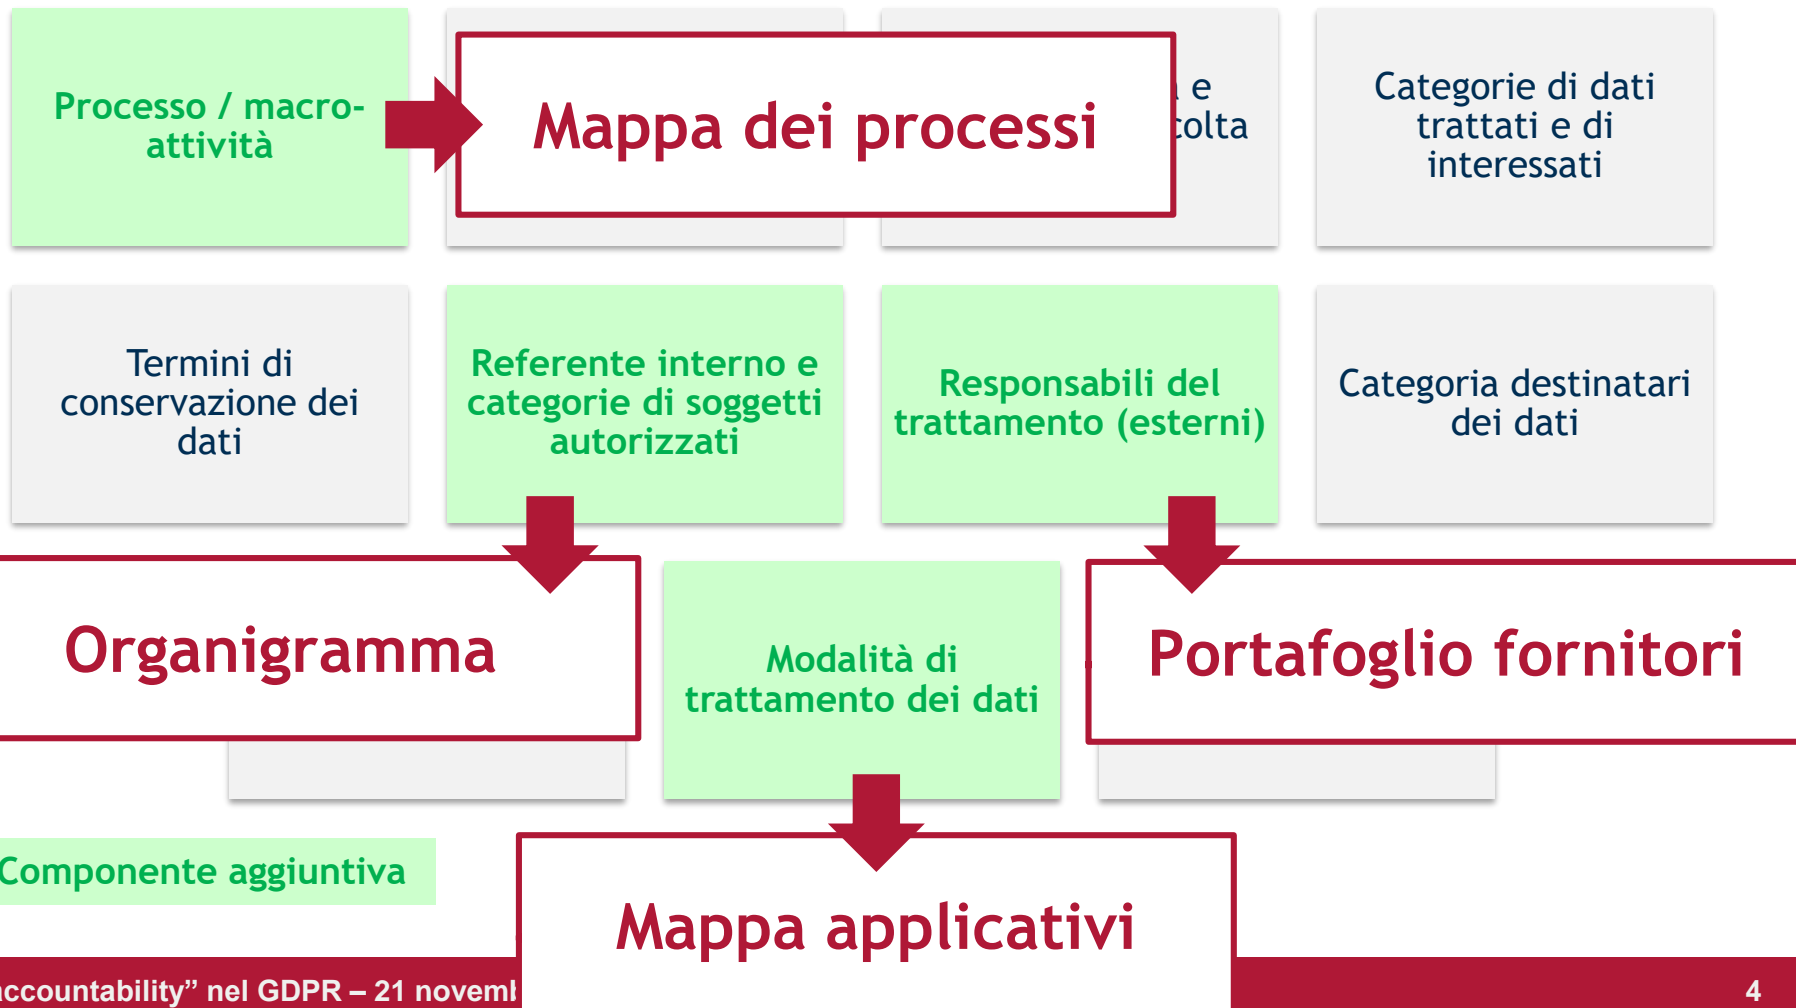 Processo / macro-
attività
Mappa dei processi
e
colta
Categorie di dati
trattati e di
interessati
Termini di
conservazione dei
dati
Referente interno e
categorie di soggetti
autorizzati
Responsabili del
trattamento (esterni)
Categoria destinatari
dei dati
Organigramma
Modalità di
trattamento dei dati
Portafoglio fornitori
Componente aggiuntiva
Mappa applicativi
accountability” nel GDPR – 21 novemb
4